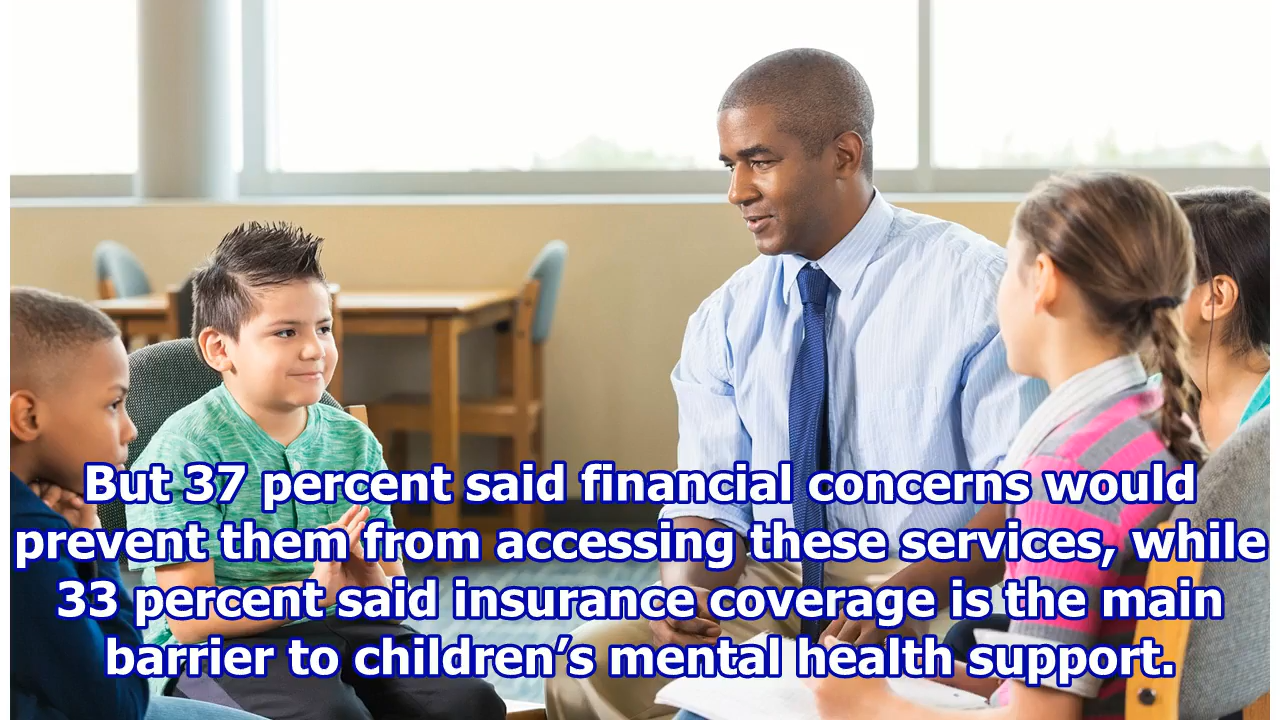 But 37 percent said financial concerns would
prevent them from accessing these services, while
33 percent said insurance coverage is the main
barrier to children’s mental health support.